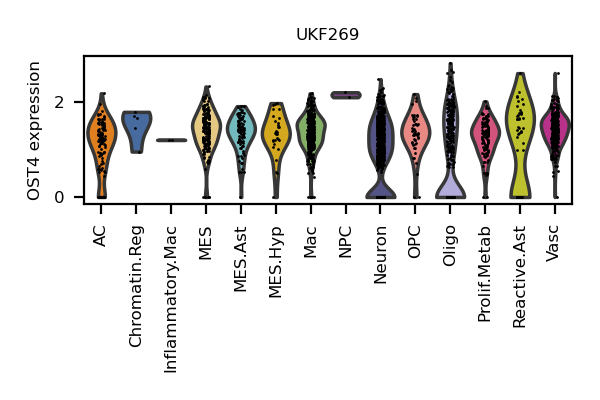 UKF269
OST4 expression
2
0
AC
Chromatin.Reg
Inflammatory.Mac
MES
MES.Ast
MES.Hyp
Mac
NPC
Neuron
OPC
Oligo
Prolif.Metab
Reactive.Ast
Vasc